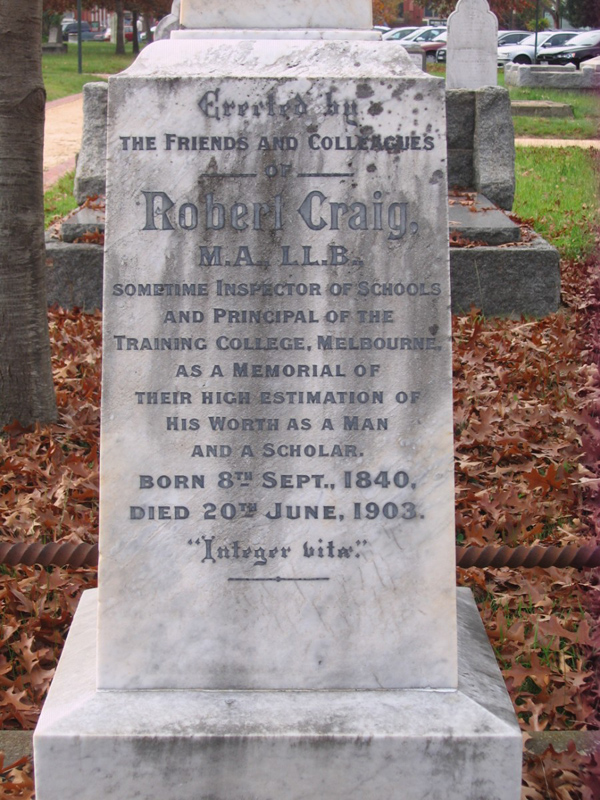 Erected by
THE FRIENDS AND COLLEAGUES
OF
Robert Craig,
M.A., LL.B.,
SOMETIME INSPECTOR OF SCHOOLS
AND PRINCIPAL OF THE
TRAINING COLLEGE, MELBOURNE,
AS A MEMORIAL OF
THEIR HIGH ESTIMATION OF
HIS WORTH AS A MAN
AND A SCHOLAR.
BORN 8TH SEPT., 1840,
DIED 20TH JUNE, 1903.
"Integer vitæ."